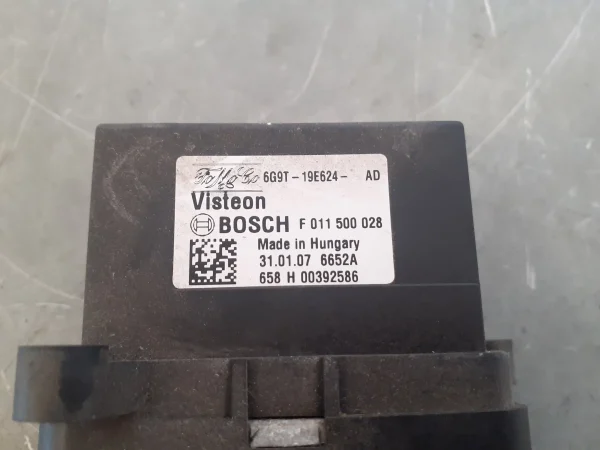 6G9T-19E624- AD
Visteon
BOSCH F 011 500 028
Made in Hungary
31.01.07 6652A
658 H 00392586